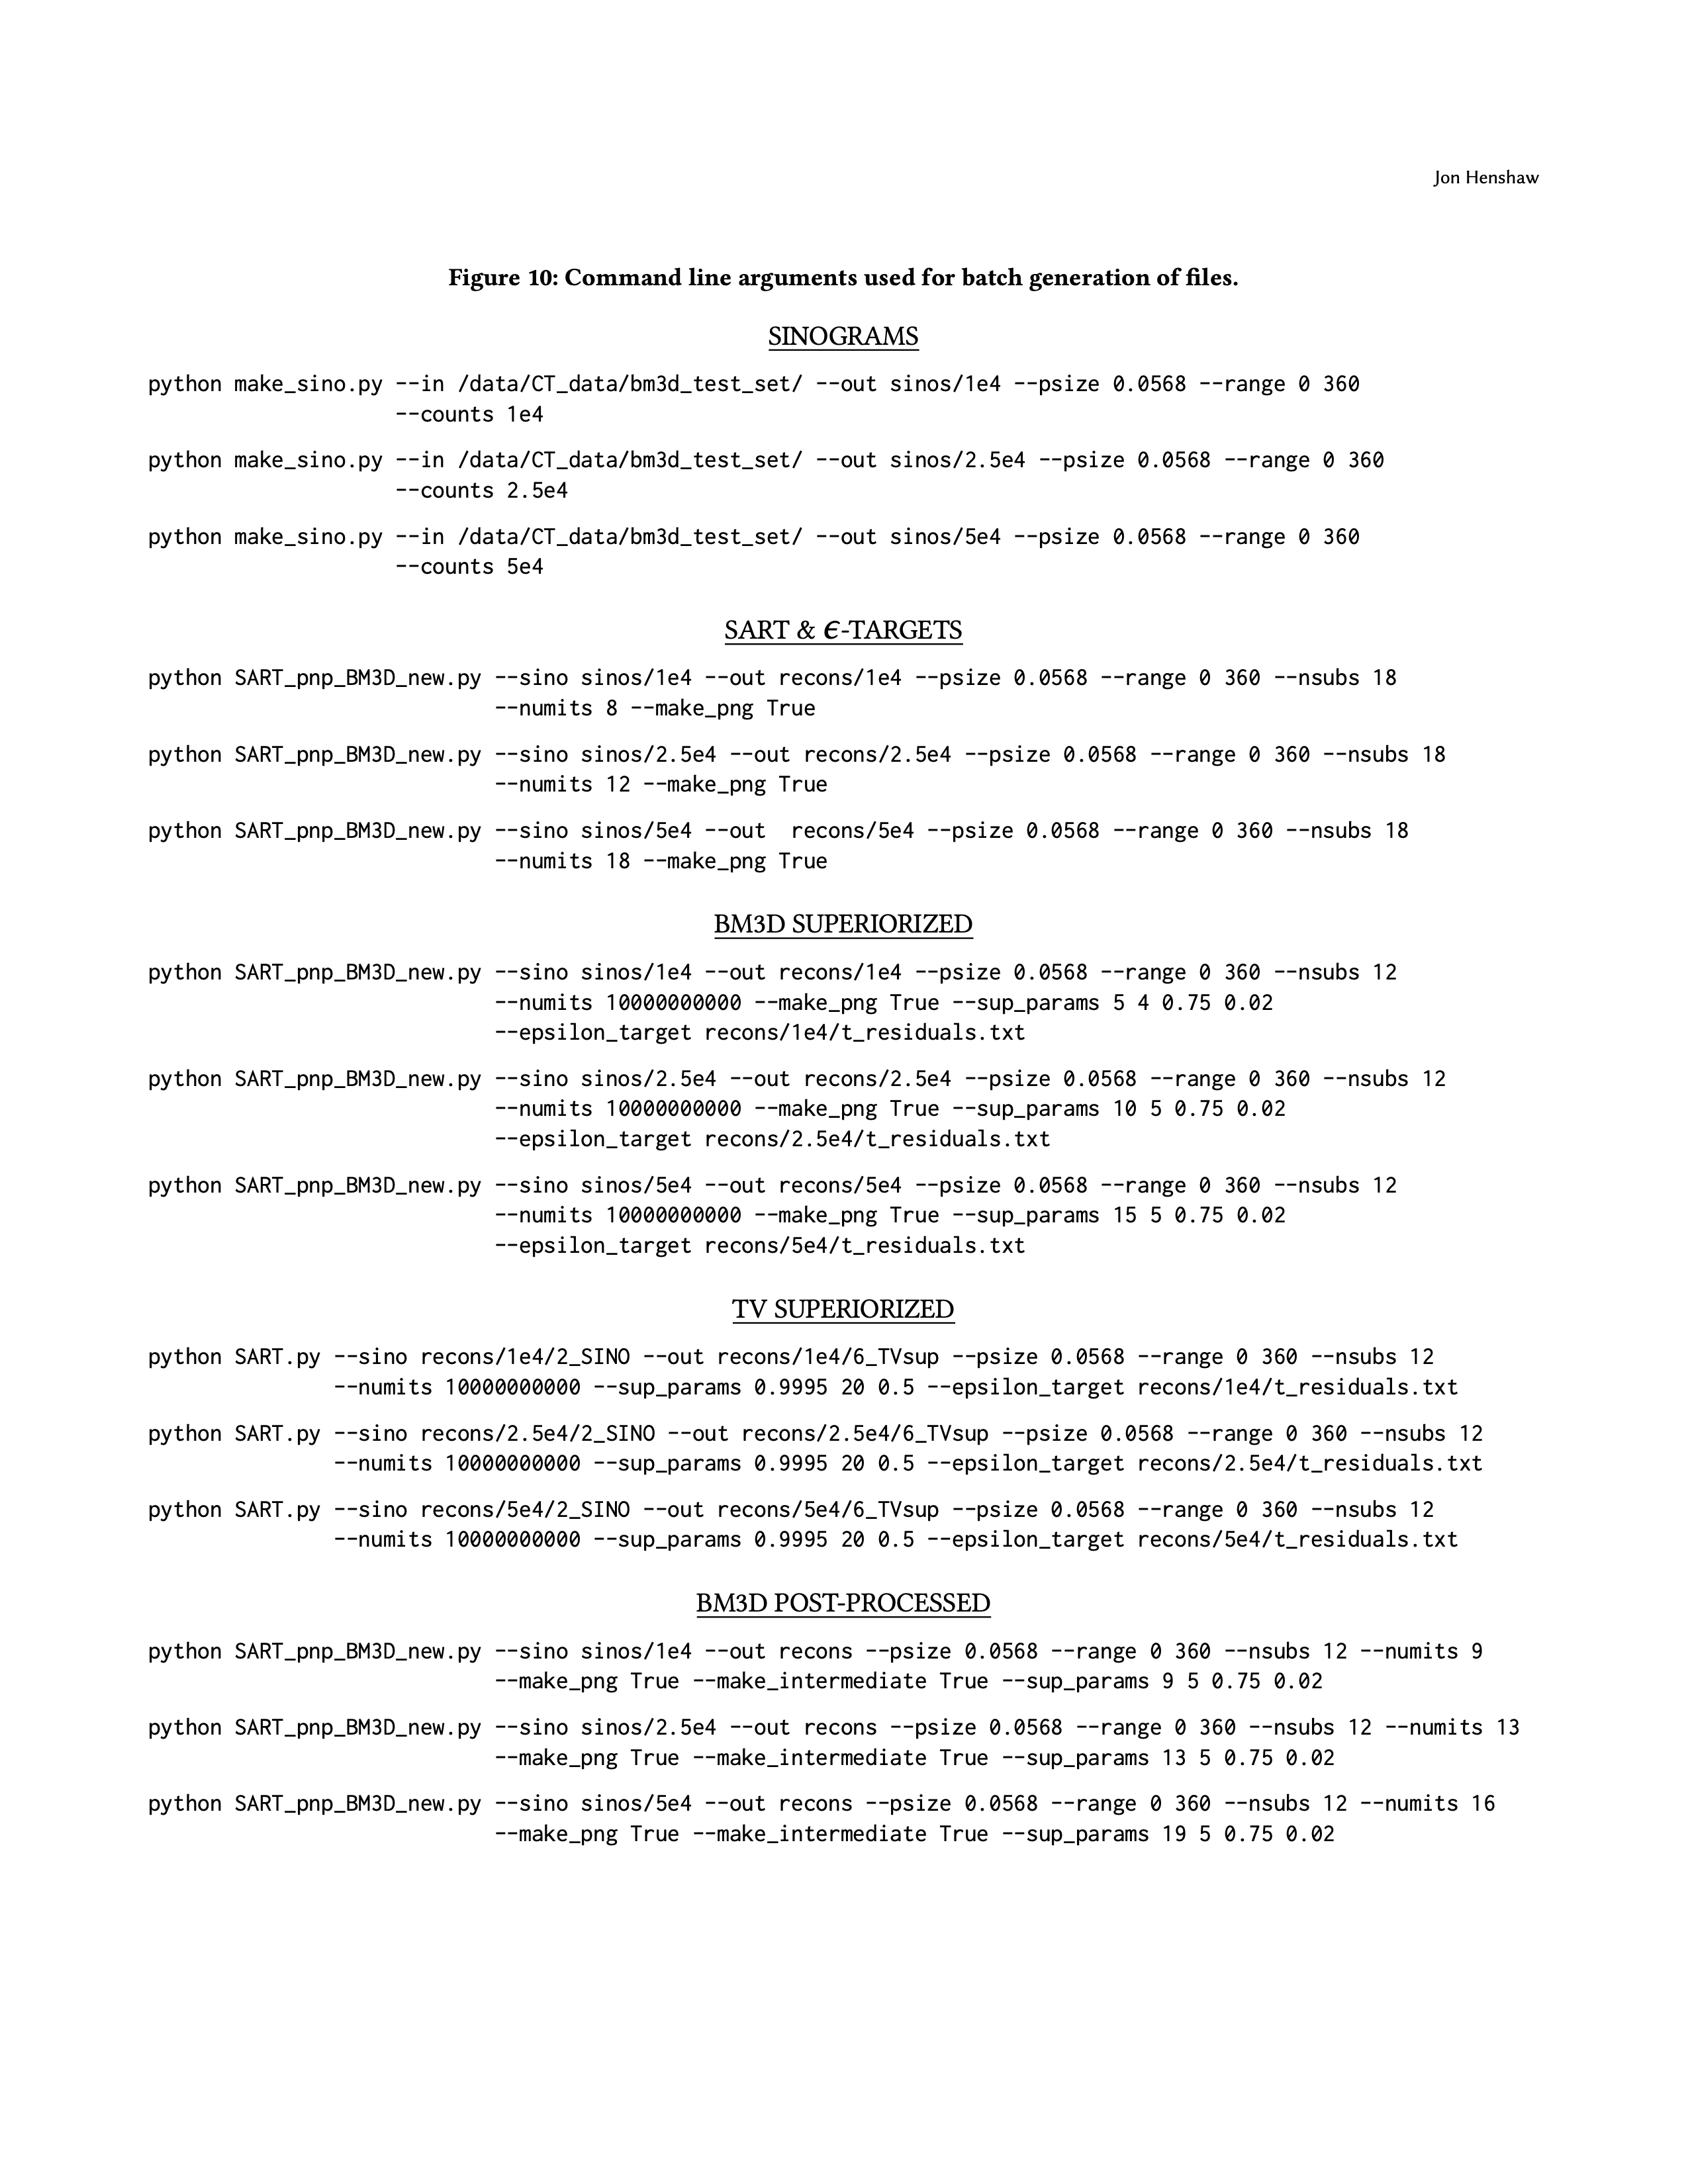 Jon Henshaw
Figure 10: Command line arguments used for batch generation of files.
SINOGRAMS
python make_sino.py --in /data/CT_data/bm3d_test_set/ --out sinos/1e4 --psize 0.0568 --range 0 360
--counts 1e4
python make_sino.py --in /data/CT_data/bm3d_test_set/ --out sinos/2.5e4 --psize 0.0568 --range 0 360
--counts 2.5e4
python make_sino.py --in /data/CT_data/bm3d_test_set/ --out sinos/5e4 --psize 0.0568 --range 0 360
--counts 5e4
SART & ϵ-TARGETS
python SART_pnp_BM3D_new.py --sino sinos/1e4 --out recons/1e4 --psize 0.0568 --range 0 360 --nsubs 18
--numits 8 --make_png True
python SART_pnp_BM3D_new.py --sino sinos/2.5e4 --out recons/2.5e4 --psize 0.0568 --range 0 360 --nsubs 18
--numits 12 --make_png True
python SART_pnp_BM3D_new.py --sino sinos/5e4 --out  recons/5e4 --psize 0.0568 --range 0 360 --nsubs 18
--numits 18 --make_png True
BM3D SUPERIORIZED
python SART_pnp_BM3D_new.py --sino sinos/1e4 --out recons/1e4 --psize 0.0568 --range 0 360 --nsubs 12
--numits 10000000000 --make_png True --sup_params 5 4 0.75 0.02
--epsilon_target recons/1e4/t_residuals.txt
python SART_pnp_BM3D_new.py --sino sinos/2.5e4 --out recons/2.5e4 --psize 0.0568 --range 0 360 --nsubs 12
--numits 10000000000 --make_png True --sup_params 10 5 0.75 0.02
--epsilon_target recons/2.5e4/t_residuals.txt
python SART_pnp_BM3D_new.py --sino sinos/5e4 --out recons/5e4 --psize 0.0568 --range 0 360 --nsubs 12
--numits 10000000000 --make_png True --sup_params 15 5 0.75 0.02
--epsilon_target recons/5e4/t_residuals.txt
TV SUPERIORIZED
python SART.py --sino recons/1e4/2_SINO --out recons/1e4/6_TVsup --psize 0.0568 --range 0 360 --nsubs 12
--numits 10000000000 --sup_params 0.9995 20 0.5 --epsilon_target recons/1e4/t_residuals.txt
python SART.py --sino recons/2.5e4/2_SINO --out recons/2.5e4/6_TVsup --psize 0.0568 --range 0 360 --nsubs 12
--numits 10000000000 --sup_params 0.9995 20 0.5 --epsilon_target recons/2.5e4/t_residuals.txt
python SART.py --sino recons/5e4/2_SINO --out recons/5e4/6_TVsup --psize 0.0568 --range 0 360 --nsubs 12
--numits 10000000000 --sup_params 0.9995 20 0.5 --epsilon_target recons/5e4/t_residuals.txt
BM3D POST-PROCESSED
python SART_pnp_BM3D_new.py --sino sinos/1e4 --out recons --psize 0.0568 --range 0 360 --nsubs 12 --numits 9
--make_png True --make_intermediate True --sup_params 9 5 0.75 0.02
python SART_pnp_BM3D_new.py --sino sinos/2.5e4 --out recons --psize 0.0568 --range 0 360 --nsubs 12 --numits 13
--make_png True --make_intermediate True --sup_params 13 5 0.75 0.02
python SART_pnp_BM3D_new.py --sino sinos/5e4 --out recons --psize 0.0568 --range 0 360 --nsubs 12 --numits 16
--make_png True --make_intermediate True --sup_params 19 5 0.75 0.02